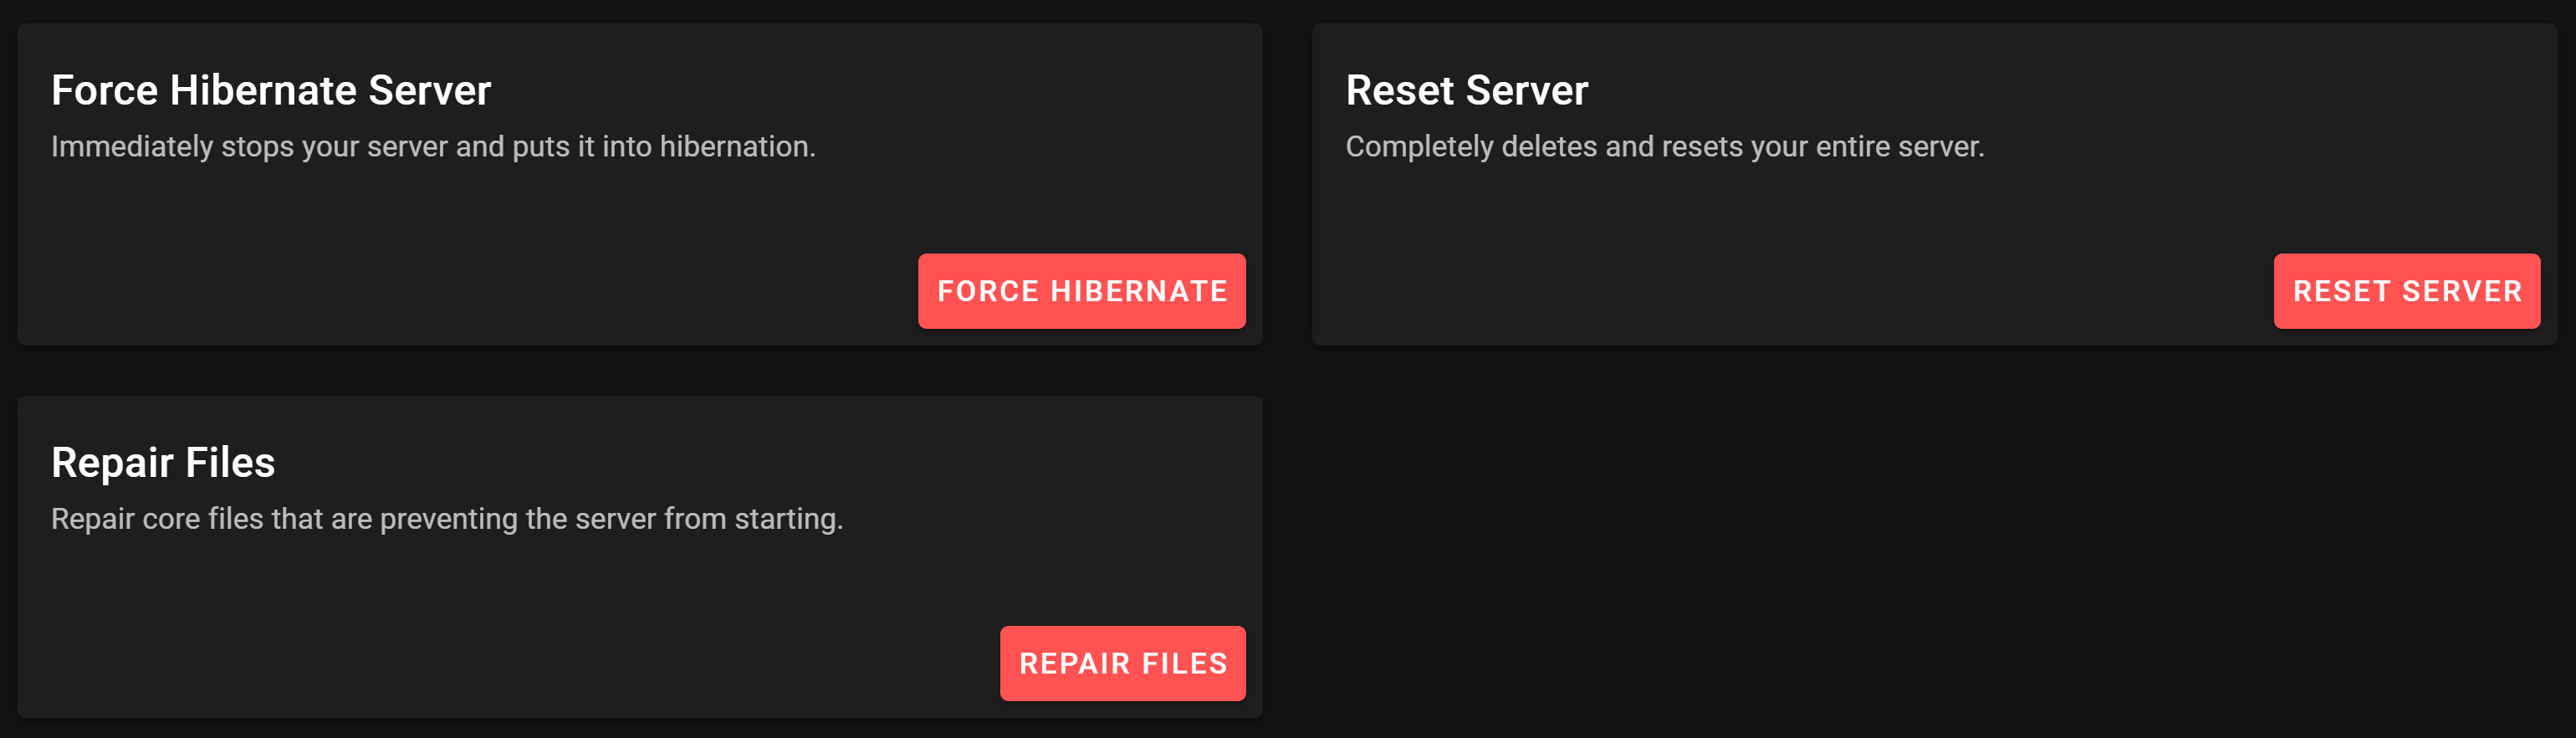 Force Hibernate Server
Immediately stops your server and puts it into hibernation.
FORCE HIBERNATE
Reset Server
Completely deletes and resets your entire server.
RESET SERVER
Repair Files
Repair core files that are preventing the server from starting.
REPAIR FILES